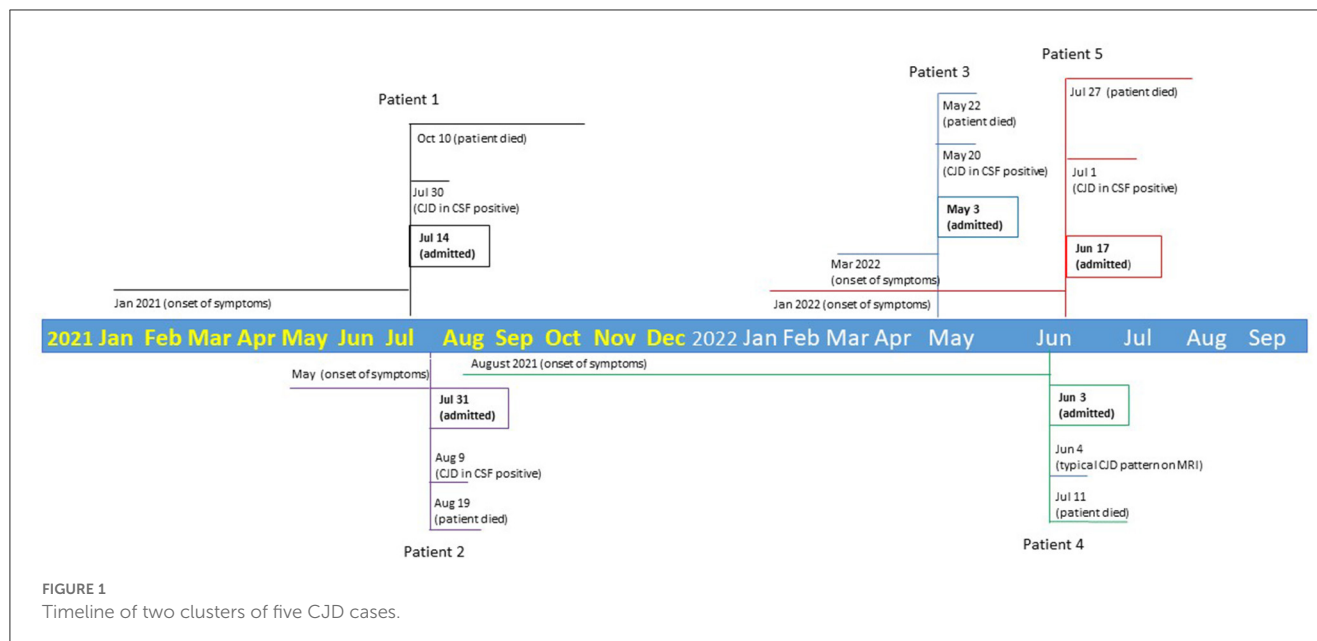 Patient 1
Oct 10 (patient died)
Jul 30
(CJD in CSF positive)
Jul 14
(admitted)
Jan 2021 (onset of symptoms)
Patient 3
May 22
(patient died)
May 20
(CJD in CSF positive)
May 3
(admitted)
Mar 2022
(onset of symptoms)
Patient 5
Jul 27 (patient died)
Jul 1
(CJD in CSF positive)
Jun 17
(admitted)
Jan 2022 (onset of symptoms)
2021 Jan Feb Mar Apr May Jun Jul Aug Sep Oct Nov Dec 2022 Jan Feb Mar Apr May Jun Jul Aug Sep
May (onset of symptoms)
Jul 31
(admitted)
Aug 9
(CJD in CSF positive)
Aug 19
(patient died)
Patient 2
August 2021 (onset of symptoms)
Jun 3
(admitted)
Jun 4
(typical CJD pattern on MRI)
Jul 11
(patient died)
Patient 4
FIGURE 1
Timeline of two clusters of five CJD cases.